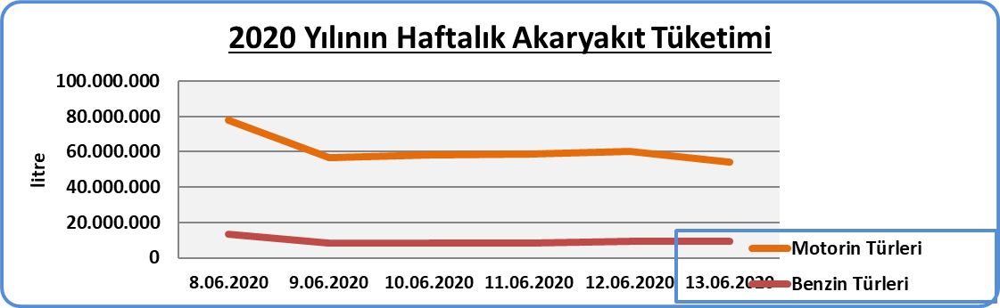 2020 Yılının Haftalık Akaryakıt Tüketimi
100.000.000
80.000.000
60.000.000
40.000.000
20.000.000
0
litre
8.06.2020 9.06.2020 10.06.2020 11.06.2020 12.06.2020 13.06.2020
Motorin Türleri
Benzin Türleri